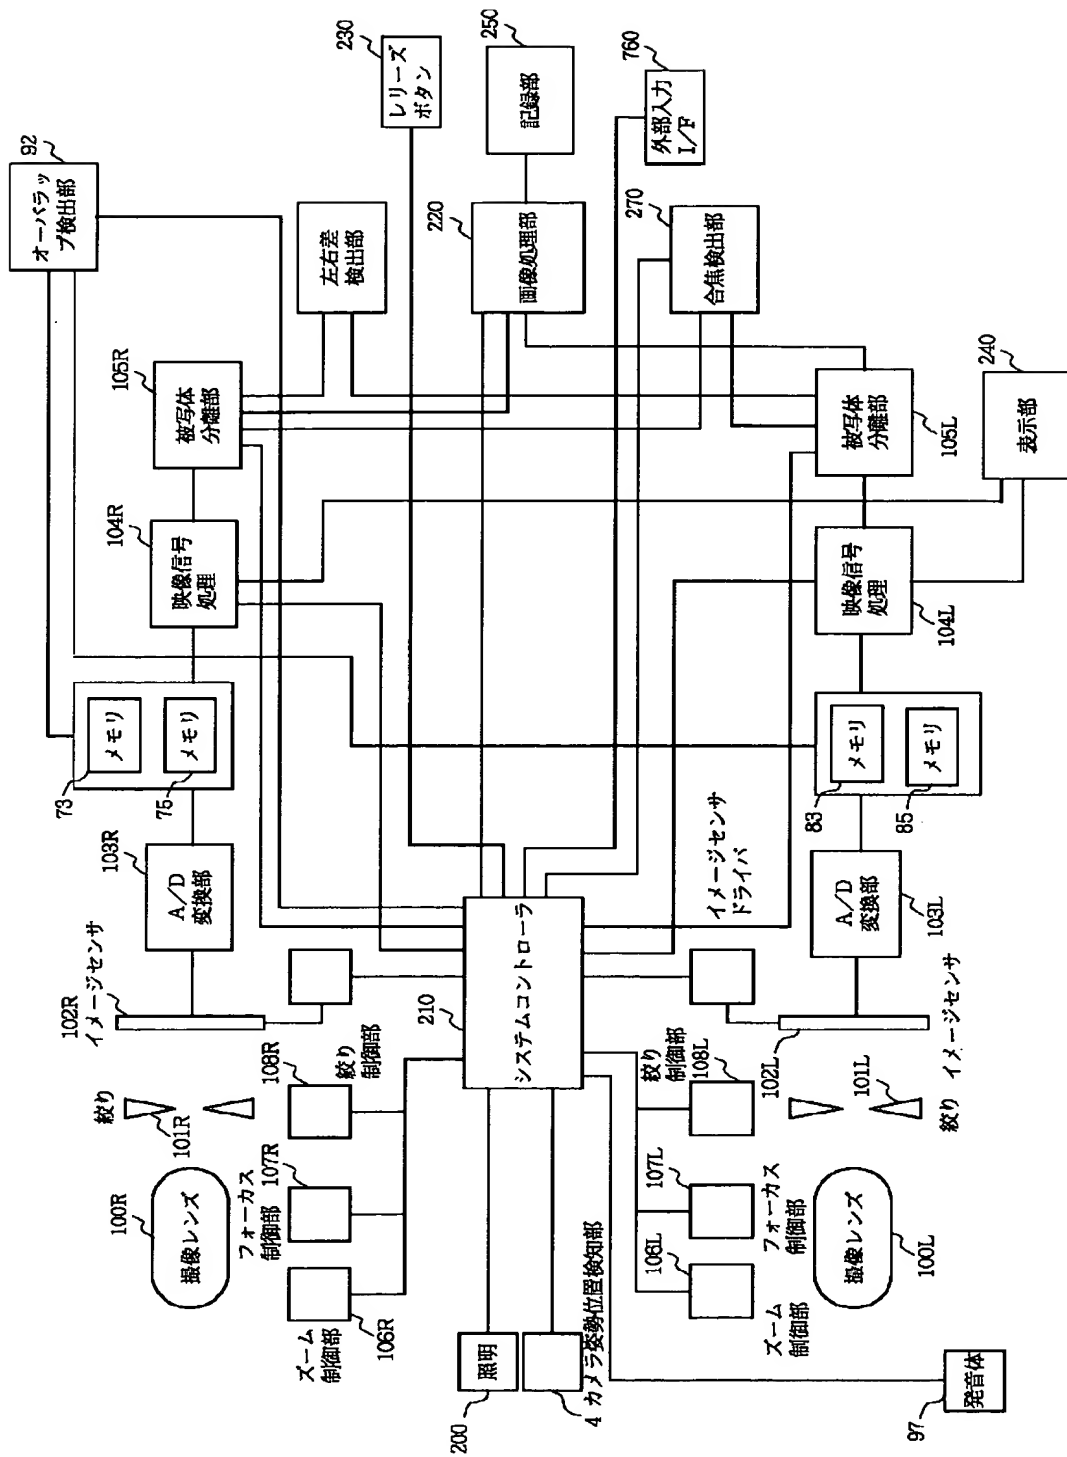 100R
撮像レンズ
絞り
101R
102R
イメージセンサ
103R
A/D
変換部
73
メモリ
75
メモリ
104R
映像信号
処理
105R
被写体
分離部
オーバラッ
プ検出部
92
ズーム
制御部
106R
フォーカス
制御部
107R
108R
絞り
制御部
左右差
検出部
レリーズ
ボタン
230
照明
200
4 カメラ姿勢位置検知部
210
システムコントローラ
画像処理部
220
記録部
250
合焦検出部
270
外部入力
I/F
760
イメージセンサ
ドライバ
ズーム
制御部
106L
フォーカス
制御部
107L
絞り
制御部
108L
撮像レンズ
100L
絞り
101L
102L
イメージセンサ
A/D
変換部
103L
メモリ
83
メモリ
85
映像信号
処理
104L
被写体
分離部
105L
表示部
240
発音体
97